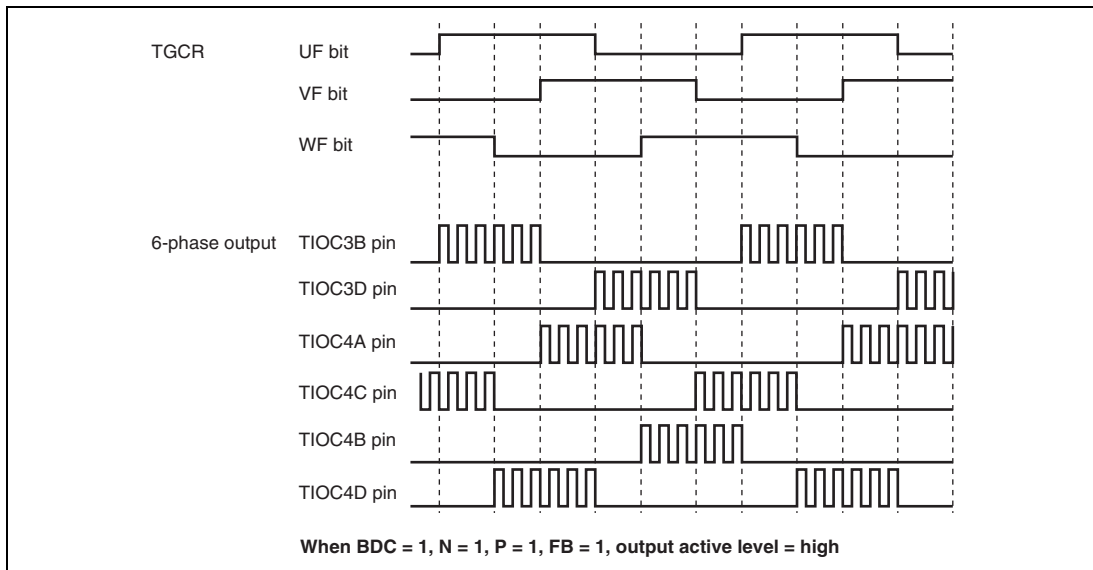 TGCR UF bit
VF bit
WF bit
6-phase output TIOC3B pin
TIOC3D pin
TIOC4A pin
TIOC4C pin
TIOC4B pin
TIOC4D pin
When BDC = 1, N = 1, P = 1, FB = 1, output active level = high